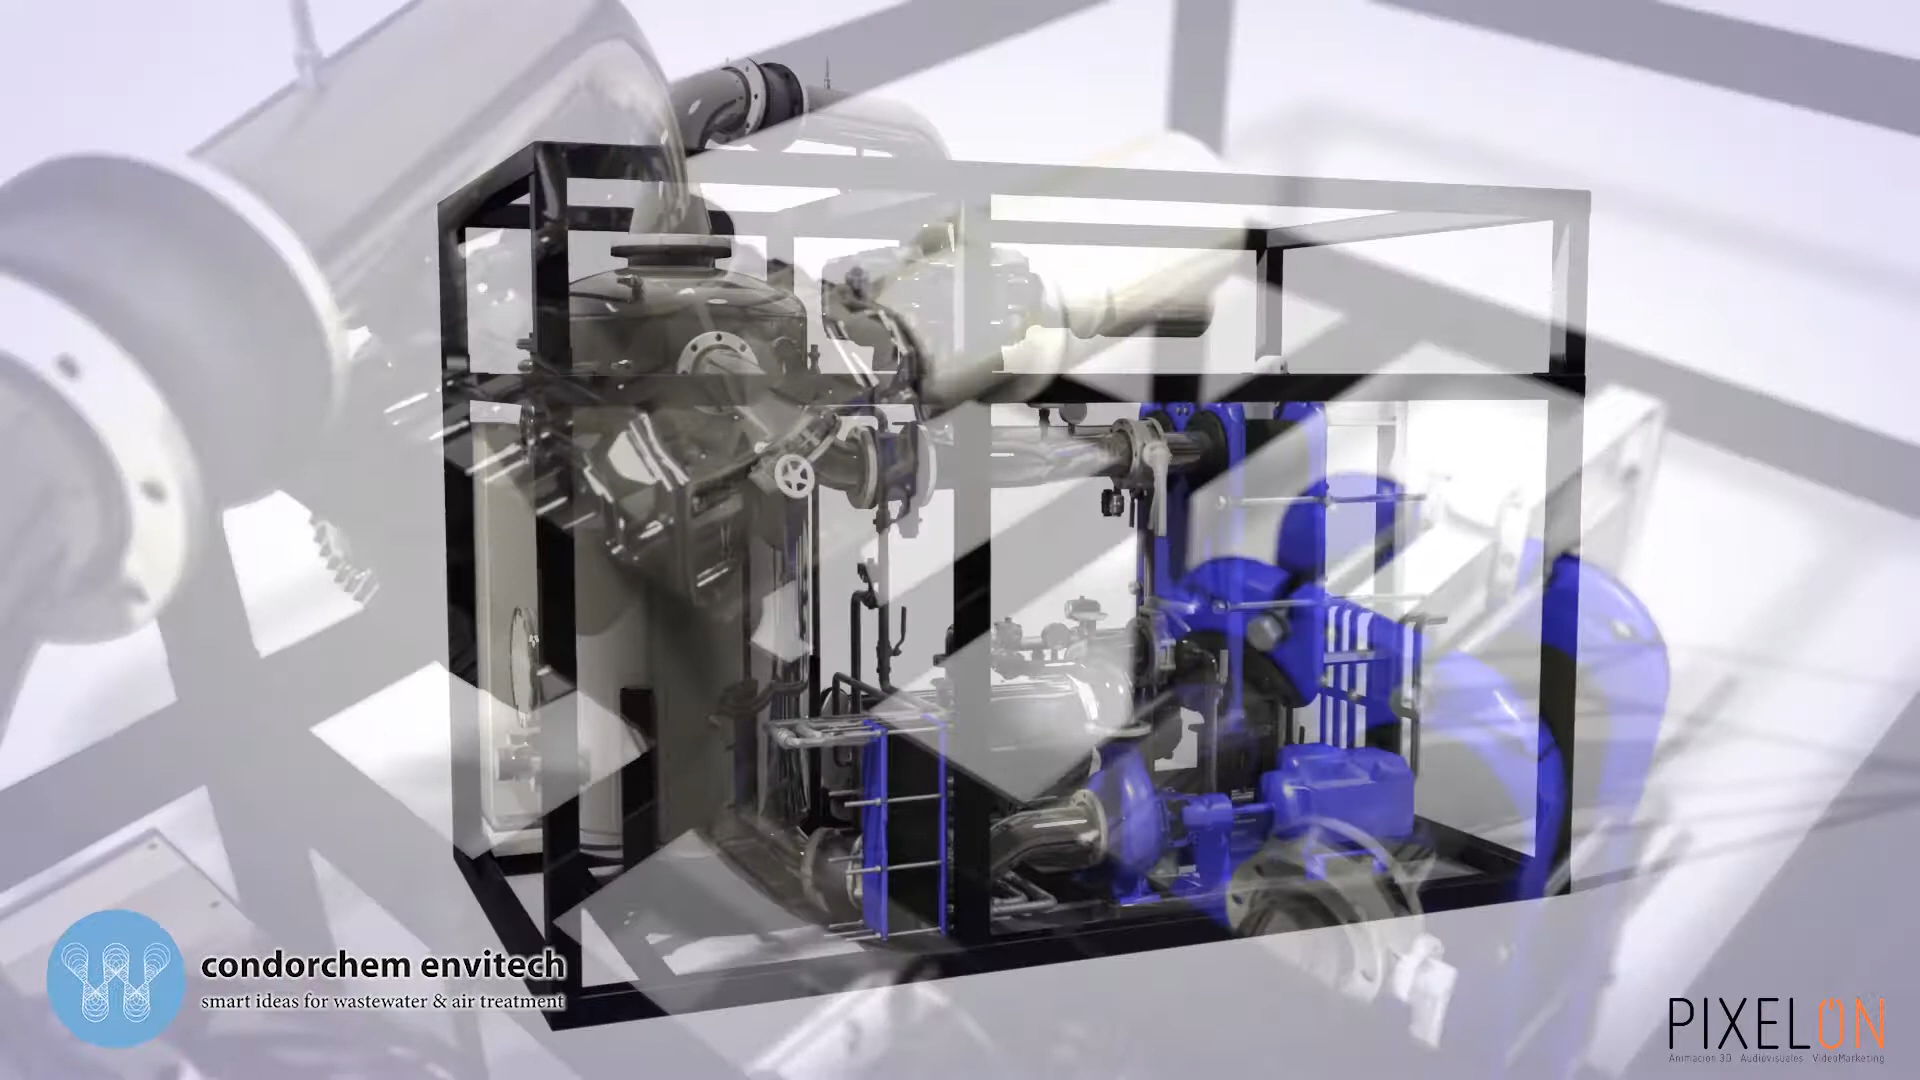 condorchem envitech
smart ideas for wastewater & air treatment
PIXELON
Animación 3D Audiovisuales VideoMarketing